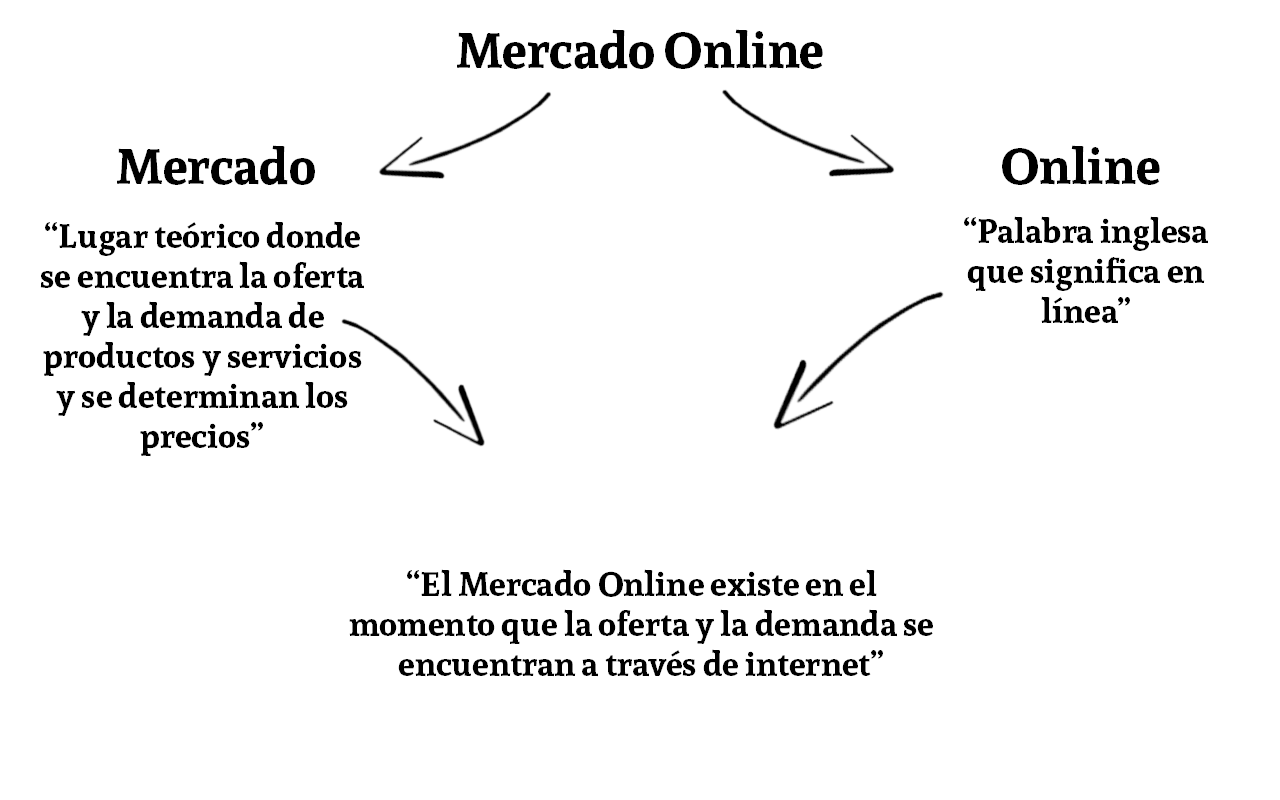 Mercado Online
Mercado
“Lugar teórico donde
se encuentra la oferta
y la demanda de
productos y servicios
y se determinan los
precios”
Online
“Palabra inglesa
que significa en
línea”
“El Mercado Online existe en el
momento que la oferta y la demanda se
encuentran a través de internet”